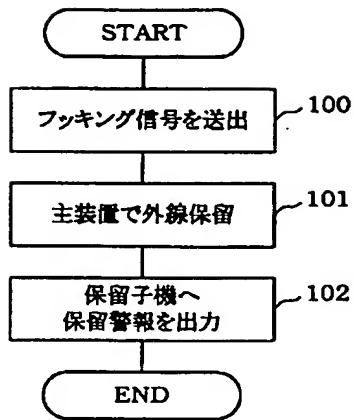 START
フッキング信号を送出
100
主装置で外線保留
101
保留子機へ
保留警報を出力
102
END